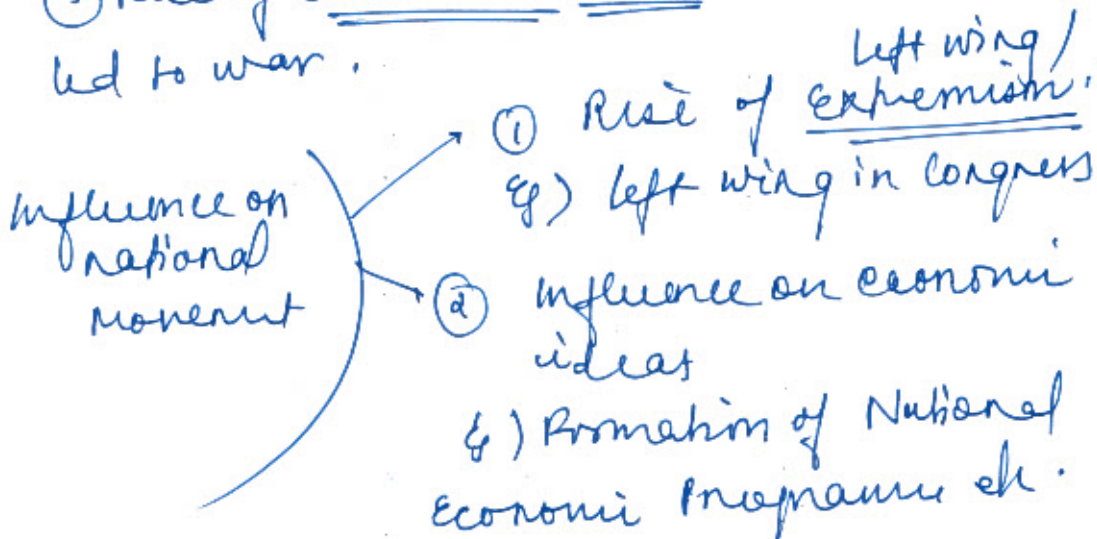 led to war.
left wing /
① Rise of Extremism.
eg) left wing in Congress
Influence on
national
movement
② Influence on economic
ideas
eg) Formation of National
Economic Programme etc.